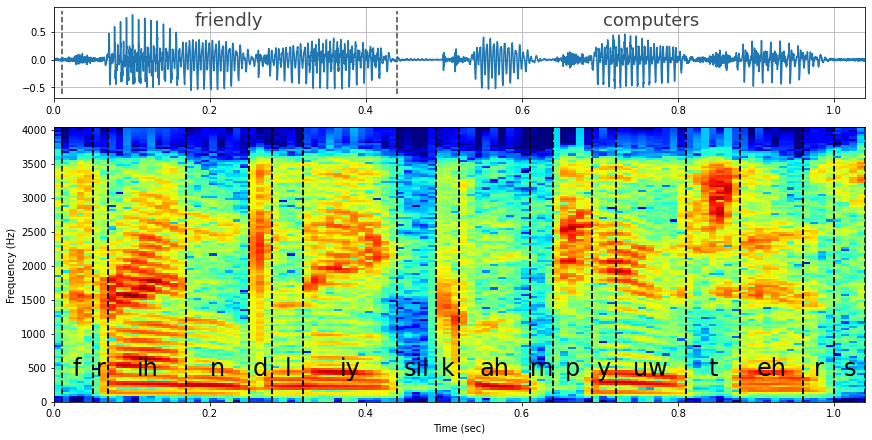 friendly computers
0.5
0.0
−0.5
0.0 0.2 0.4 0.6 0.8 1.0
4000
3500
3000
2500
2000
1500
1000
500
0
Frequency (Hz)
f r ih n d l iy sil k ah m p y uw t eh r s
0.0 0.2 0.4 0.6 0.8 1.0
Time (sec)